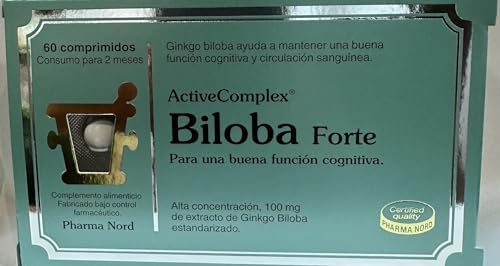 60 comprimidos
Consumo para 2 meses
Ginkgo biloba ayuda a mantener una buena
función cognitiva y circulación sanguínea.
ActiveComplex®
Biloba Forte
Para una buena función cognitiva.
Complemento alimenticio
Fabricado bajo control
farmacéutico.
Pharma Nord
Alta concentración, 100 mg
de extracto de Ginkgo Biloba
estandarizado.
Certified
quality
PHARMA NORD